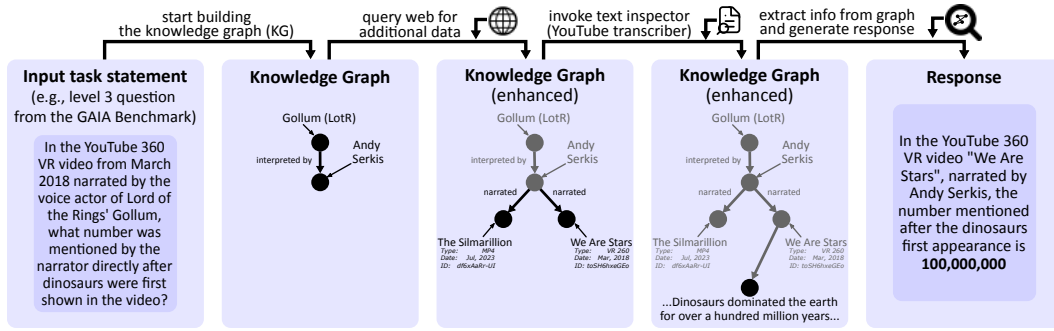 start building
the knowledge graph (KG)
query web for
additional data
invoke text inspector
(YouTube transcriber)
extract info from graph
and generate response
Input task statement
(e.g., level 3 question
from the GAIA Benchmark)
In the YouTube 360
VR video from March
2018 narrated by the
voice actor of Lord of
the Rings' Gollum,
what number was
mentioned by the
narrator directly after
dinosaurs were first
shown in the video?
Knowledge Graph
Gollum (LotR)
interpreted by
Andy
Serkis
Knowledge Graph
(enhanced)
Gollum (LotR)
interpreted by
Andy
Serkis
narrated
narrated
The Silmarillion
Type: MP4
Date: Jul, 2023
ID: df6xAaRr-UI
We Are Stars
Type: VR 260
Date: Mar, 2018
ID: toSH6hxeGEo
Knowledge Graph
(enhanced)
Gollum (LotR)
interpreted by
Andy
Serkis
narrated
narrated
The Silmarillion
Type: MP4
Date: Jul, 2023
ID: df6xAaRr-UI
We Are Stars
Type: VR 260
Date: Mar, 2018
ID: toSH6hxeGEo
...Dinosaurs dominated the earth
for over a hundred million years...
Response
In the YouTube 360
VR video "We Are
Stars", narrated by
Andy Serkis, the
number mentioned
after the dinosaurs
first appearance is
100,000,000